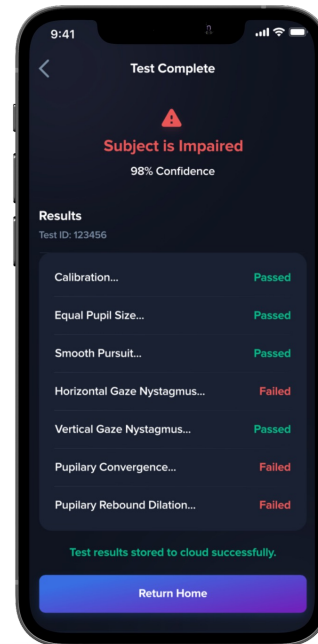 9:41
Test Complete
Subject is Impaired
98% Confidence
Results
Test ID: 123456
Calibration... Passed
Equal Pupil Size... Passed
Smooth Pursuit... Passed
Horizontal Gaze Nystagmus... Failed
Vertical Gaze Nystagmus... Passed
Pupilary Convergence... Failed
Pupilary Rebound Dilation... Failed
Test results stored to cloud successfully.
Return Home